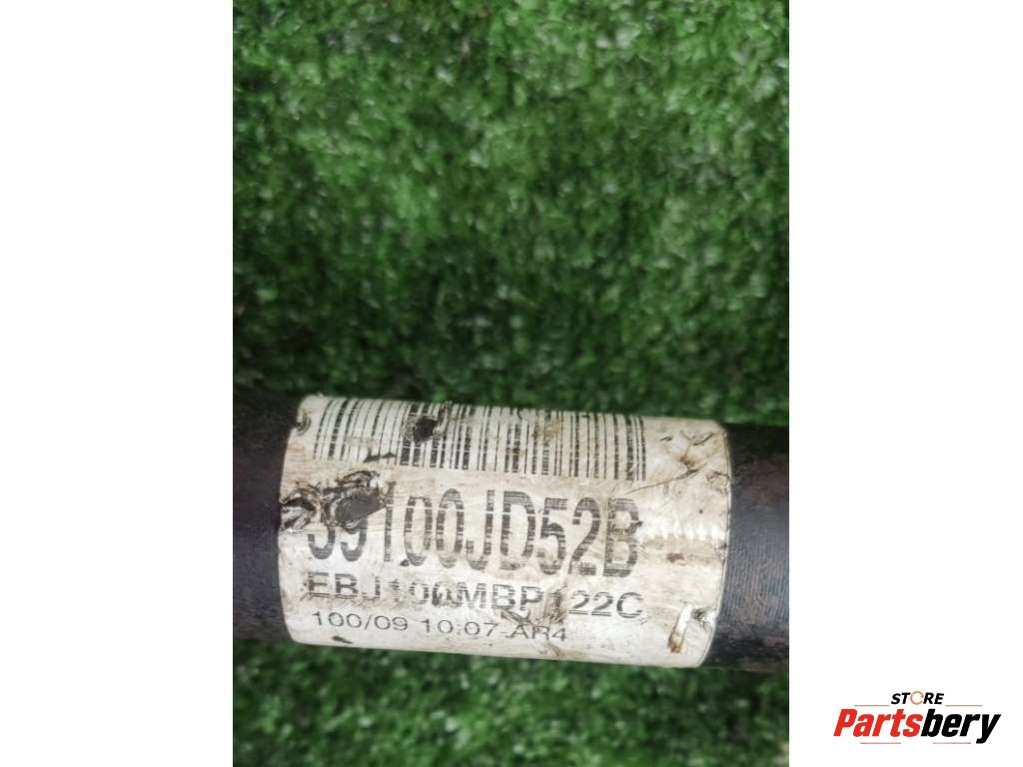 39100JD52B
EBJ100MBP122C
100/09 10:07 AR4
STORE
Partsbery